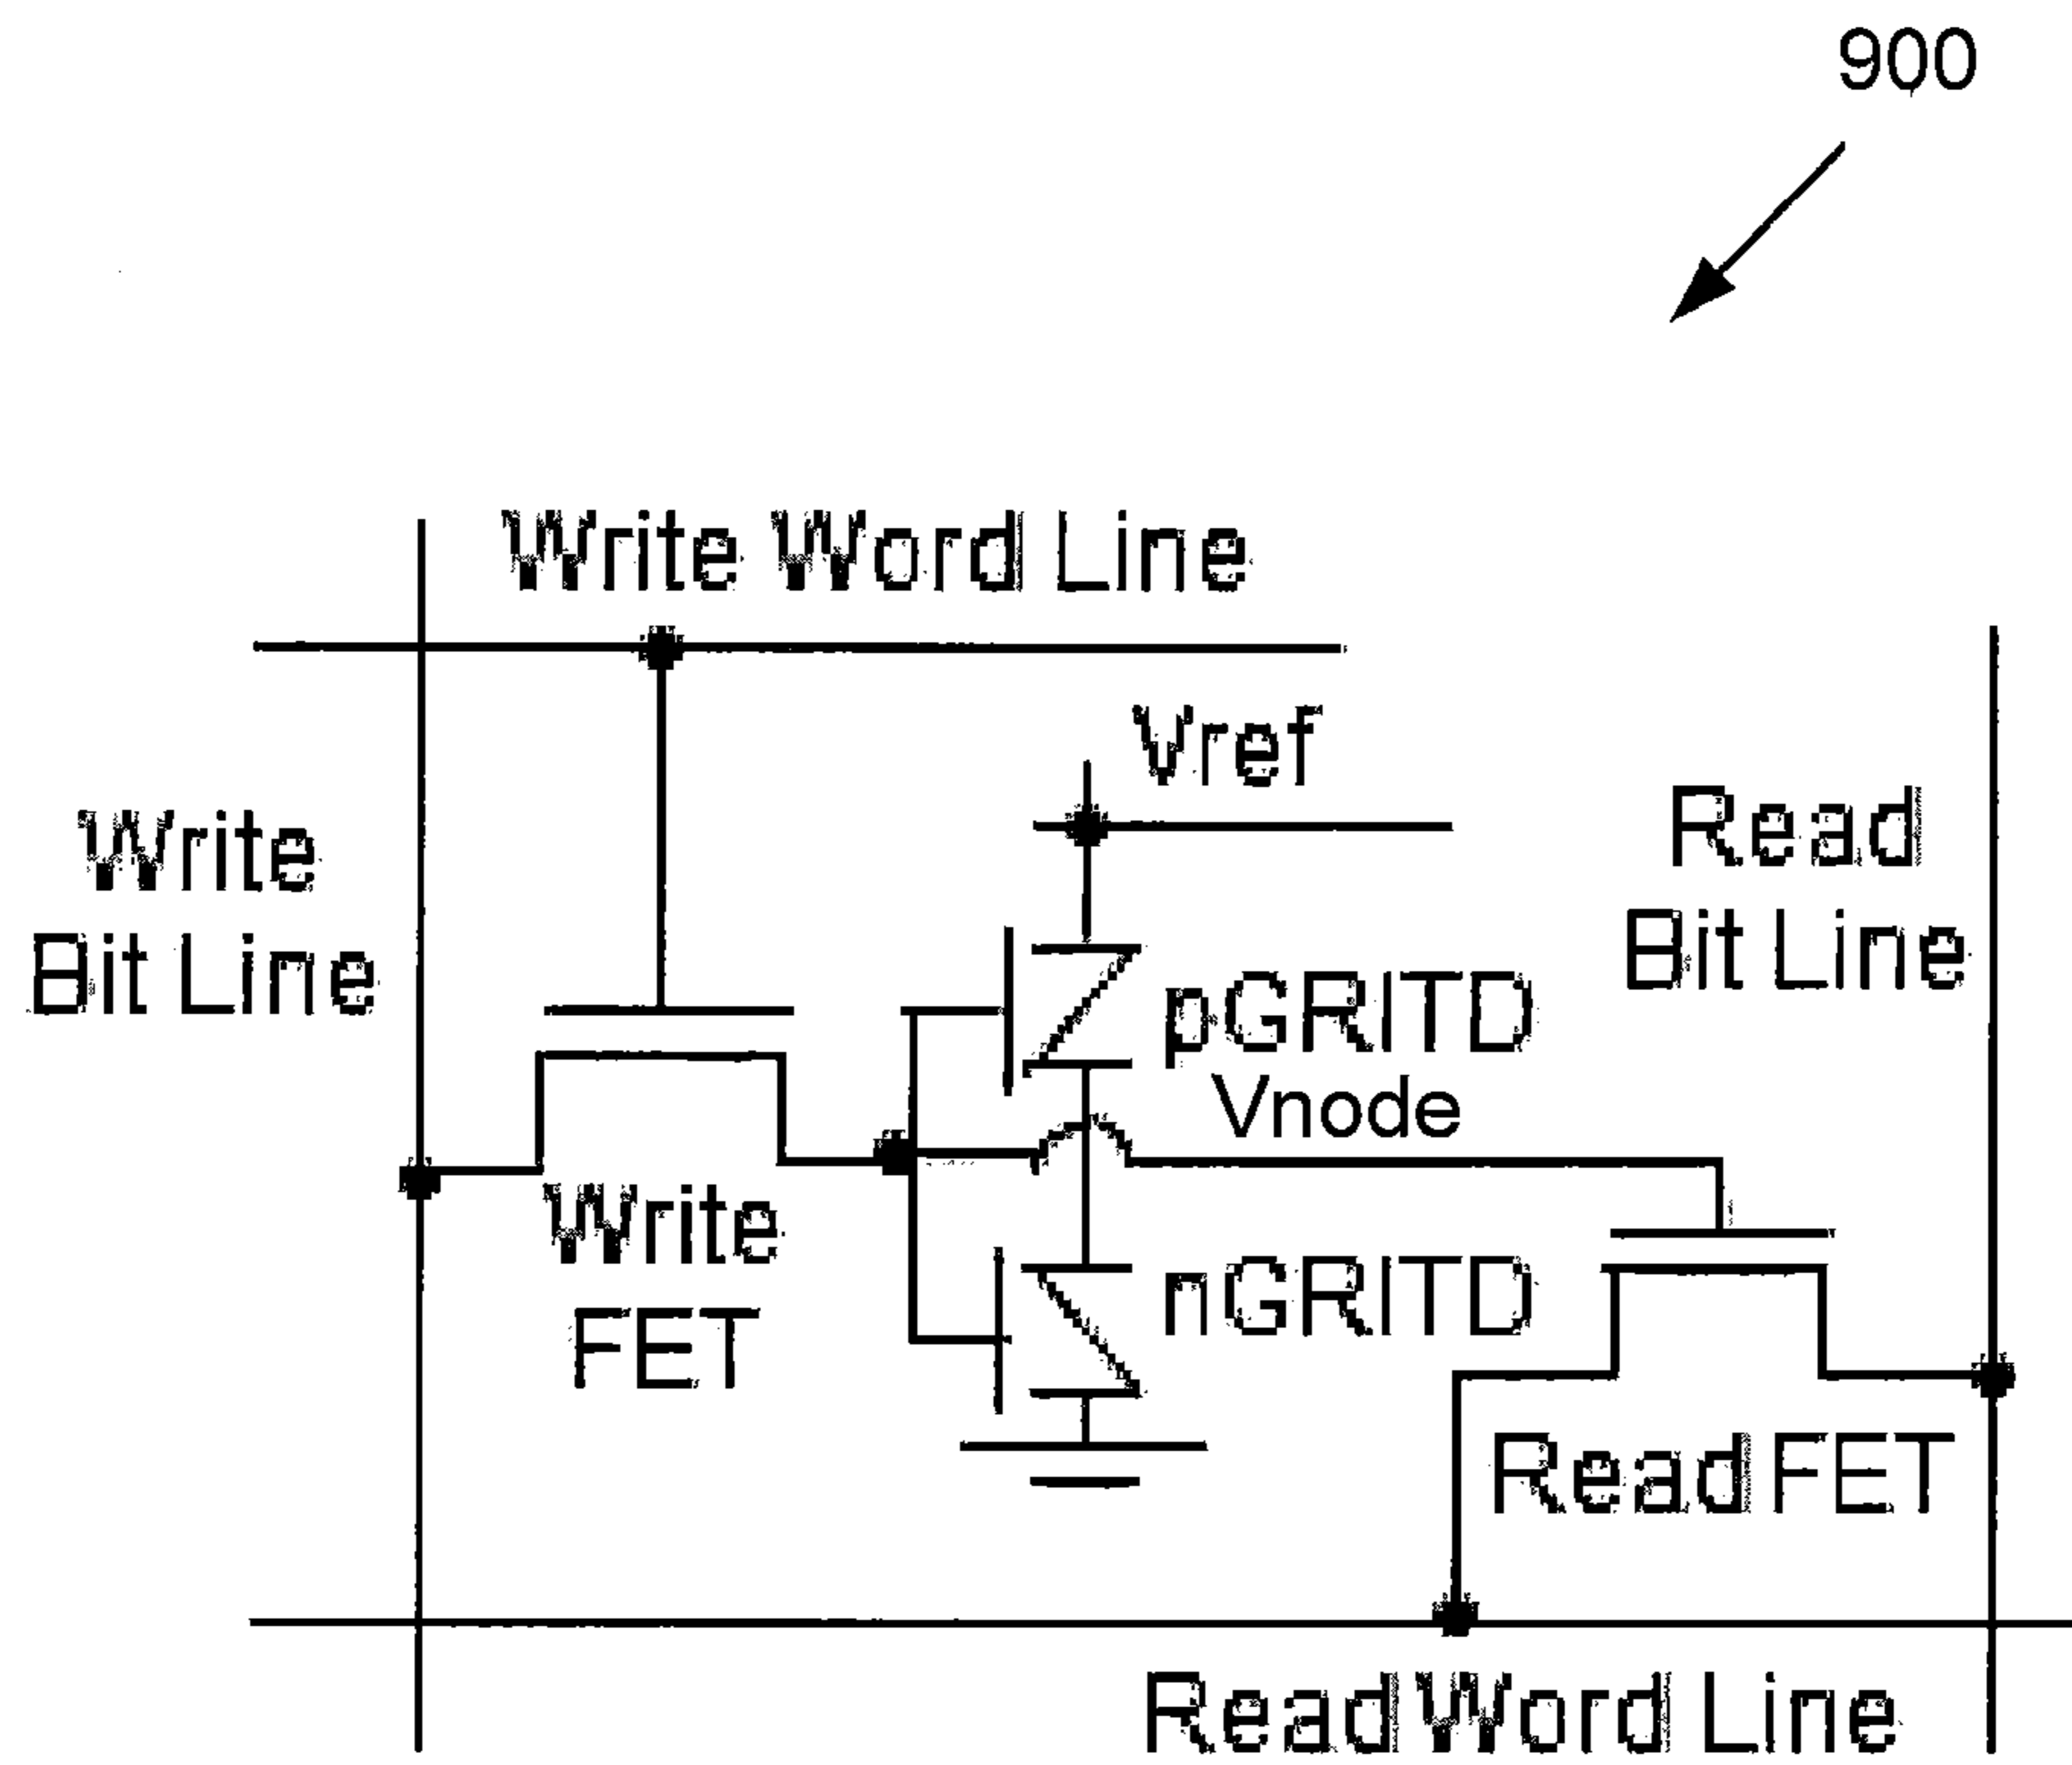 900
Write Word Line
Vref
Write
Bit Line
Read
Bit Line
pGRITD
Vnode
Write
FET
nGRITD
Read FET
Read Word Line